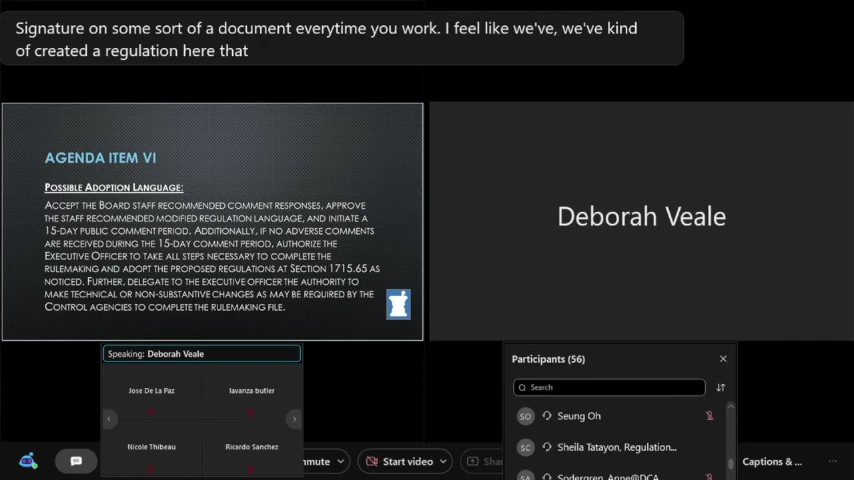 Signature on some sort of a document everytime you work. I feel like we've, we've kind
of created a regulation here that
AGENDA ITEM VI
POSSIBLE ADOPTION LANGUAGE:
ACCEPT THE BOARD STAFF RECOMMENDED COMMENT RESPONSES, APPROVE
THE STAFF RECOMMENDED MODIFIED REGULATION LANGUAGE, AND INITIATE A
15-DAY PUBLIC COMMENT PERIOD. ADDITIONALLY, IF NO ADVERSE COMMENTS
ARE RECEIVED DURING THE 15-DAY COMMENT PERIOD, AUTHORIZE THE
EXECUTIVE OFFICER TO TAKE ALL STEPS NECESSARY TO COMPLETE THE
RULEMAKING AND ADOPT THE PROPOSED REGULATIONS AT SECTION 1715.65 AS
NOTICED. FURTHER, DELEGATE TO THE EXECUTIVE OFFICER THE AUTHORITY TO
MAKE TECHNICAL OR NON-SUBSTANTIVE CHANGES AS MAY BE REQUIRED BY THE
CONTROL AGENCIES TO COMPLETE THE RULEMAKING FILE.
Deborah Veale
Speaking: Deborah Veale
Jose De La Paz
lavanza butler
Nicole Thibeau
Ricardo Sanchez
Participants (56)
Search
SO Seung Oh
SC Sheila Tatayon, Regulation...
Sodergren, Anne@DCA
mute
Start video
Shar
Captions & ...